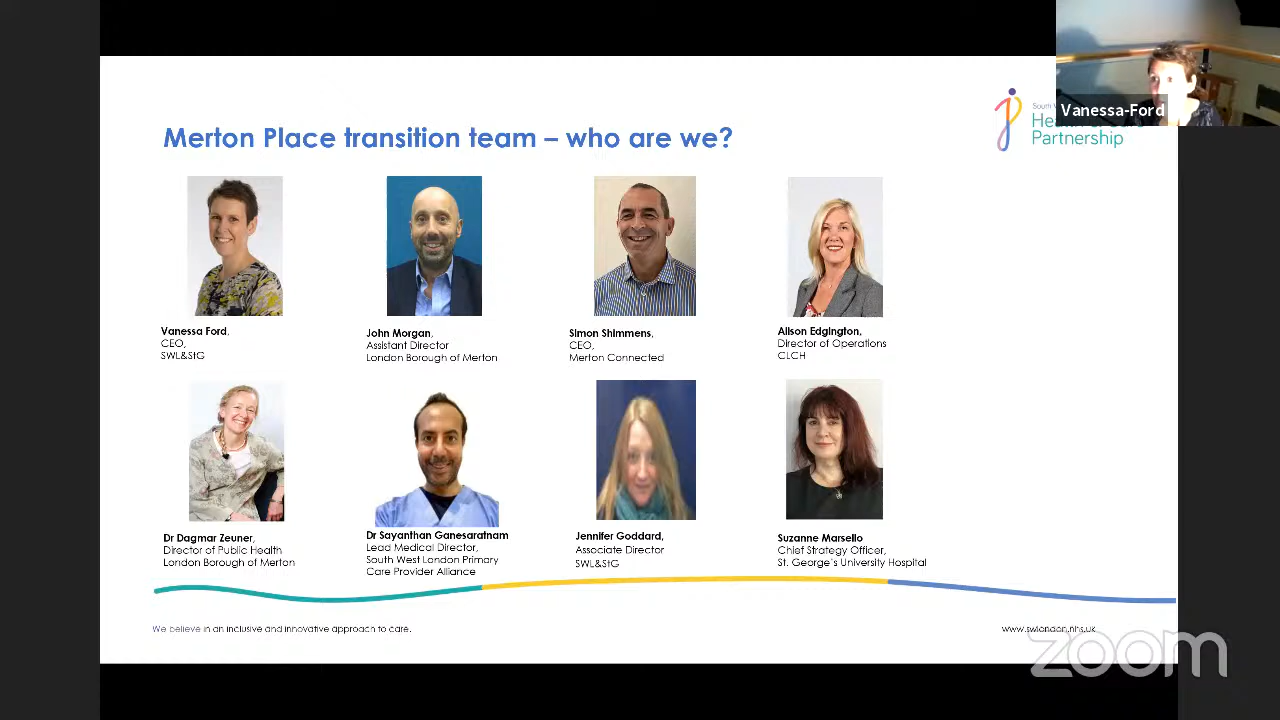 Vanessa-Ford
South
Health
Partnership
Merton Place transition team – who are we?
Vanessa Ford,
CEO,
SWL&StG
John Morgan,
Assistant Director
London Borough of Merton
Simon Shimmens,
CEO,
Merton Connected
Alison Edgington,
Director of Operations
CLCH
Dr Dagmar Zeuner,
Director of Public Health
London Borough of Merton
Dr Sayanthan Ganesaratnam
Lead Medical Director,
South West London Primary
Care Provider Alliance
Jennifer Goddard,
Associate Director
SWL&StG
Suzanne Marsello
Chief Strategy Officer,
St. George's University Hospital
We believe in an inclusive and innovative approach to care.
www.swlondon.nhs.uk
zoom